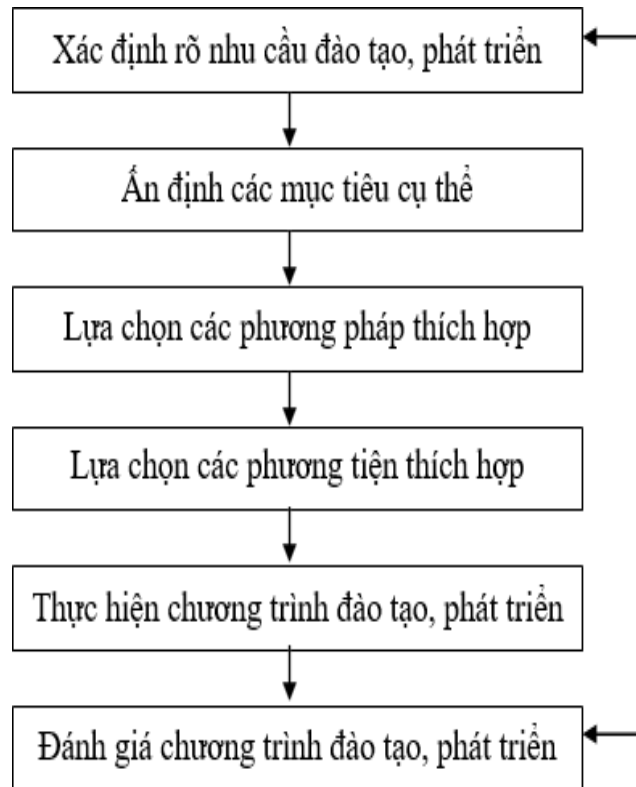 Xác định rõ nhu cầu đào tạo, phát triển
Ấn định các mục tiêu cụ thể
Lựa chọn các phương pháp thích hợp
Lựa chọn các phương tiện thích hợp
Thực hiện chương trình đào tạo, phát triển
Đánh giá chương trình đào tạo, phát triển